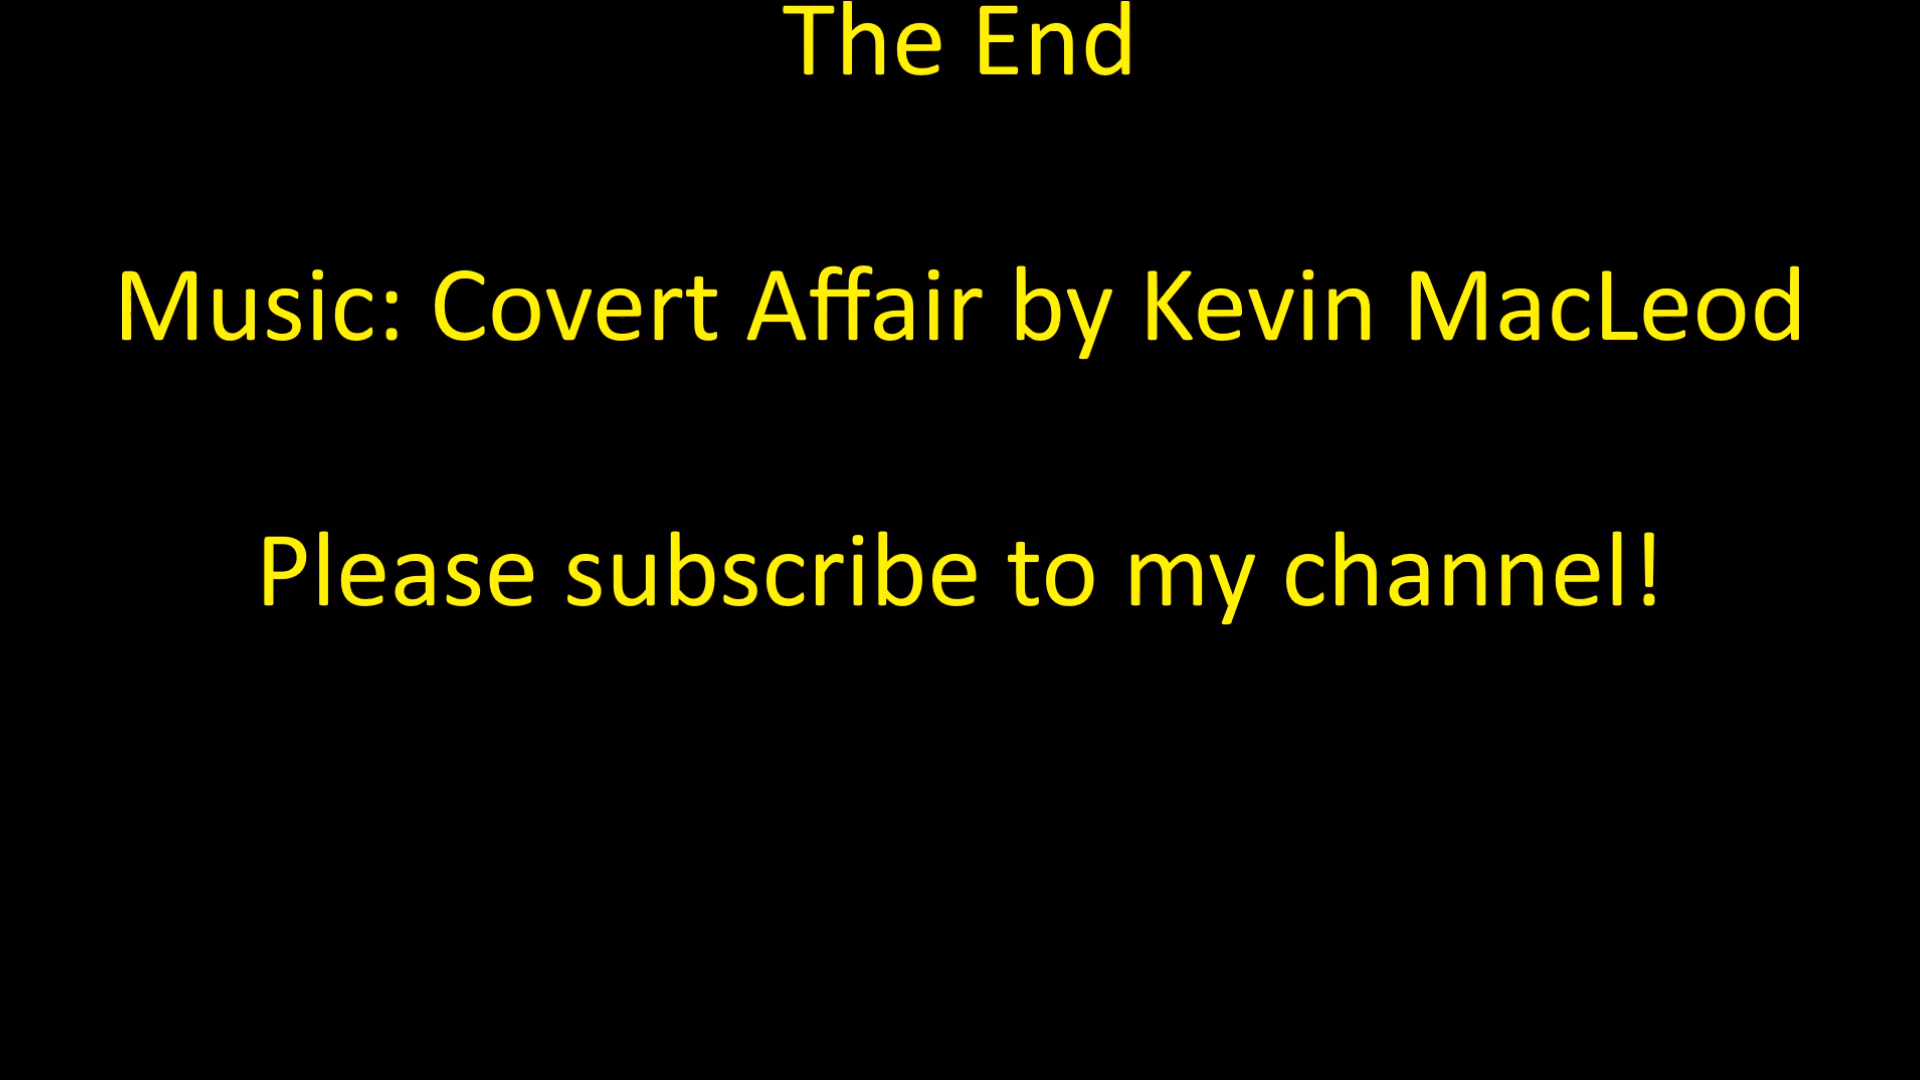 The End
Music: Covert Affair by Kevin MacLeod
Please subscribe to my channel!